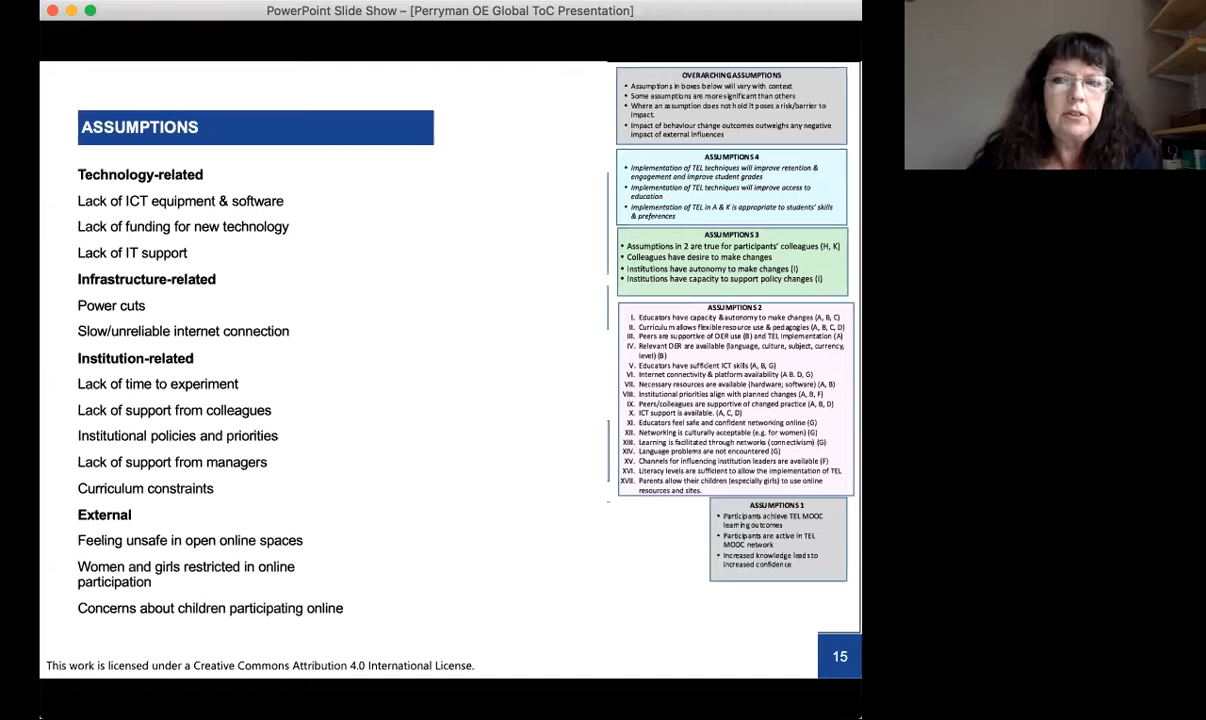 PowerPoint Slide Show – [Perryman OE Global ToC Presentation]
ASSUMPTIONS
Technology-related
Lack of ICT equipment & software
Lack of funding for new technology
Lack of IT support
Infrastructure-related
Power cuts
Slow/unreliable internet connection
Institution-related
Lack of time to experiment
Lack of support from colleagues
Institutional policies and priorities
Lack of support from managers
Curriculum constraints
External
Feeling unsafe in open online spaces
Women and girls restricted in online
participation
Concerns about children participating online
OVERARCHING ASSUMPTIONS
• Assumptions in boxes below will vary with context
• Some assumptions are more significant than others
• Where an assumption does not hold it poses a risk/barrier to
impact.
• Impact of behaviour change outcomes outweighs any negative
impact of external influences
ASSUMPTIONS 4
• Implementation of TEL techniques will improve retention &
engagement and improve student grades
• Implementation of TEL techniques will improve access to
education
• Implementation of TEL in A & K is appropriate to students' skills
& preferences
ASSUMPTIONS 3
• Assumptions in 2 are true for participants' colleagues (H, K)
• Colleagues have desire to make changes
• Institutions have autonomy to make changes (I)
• Institutions have capacity to support policy changes (I)
ASSUMPTIONS 2
I. Educators have capacity & autonomy to make changes (A, B, C)
II. Curriculum allows flexible resource use & pedagogies (A, B, C, D)
III. Peers are supportive of OER use (B) and TEL implementation (A)
IV. Relevant OER are available (language, culture, subject, currency,
level) (B)
V. Educators have sufficient ICT skills (A, B, G)
VI. Internet connectivity & platform availability (A B. D, G)
VII. Necessary resources are available (hardware; software) (A, B)
VIII. Institutional priorities align with planned changes (A, B, F)
IX. Peers/colleagues are supportive of changed practice (A, B, D)
X. ICT support is available. (A, C, D)
XI. Educators feel safe and confident networking online (G)
XII. Networking is culturally acceptable (e.g. for women) (G)
XIII. Learning is facilitated through networks (connectivism) (G)
XIV. Language problems are not encountered (G)
XV. Channels for influencing institution leaders are available (F)
XVI. Literacy levels are sufficient to allow the implementation of TEL
XVII. Parents allow their children (especially girls) to use online
resources and sites.
ASSUMPTIONS 1
• Participants achieve TEL MOOC
learning outcomes
• Participants are active in TEL
MOOC network
• Increased knowledge leads to
increased confidence
This work is licensed under a Creative Commons Attribution 4.0 International License.
15